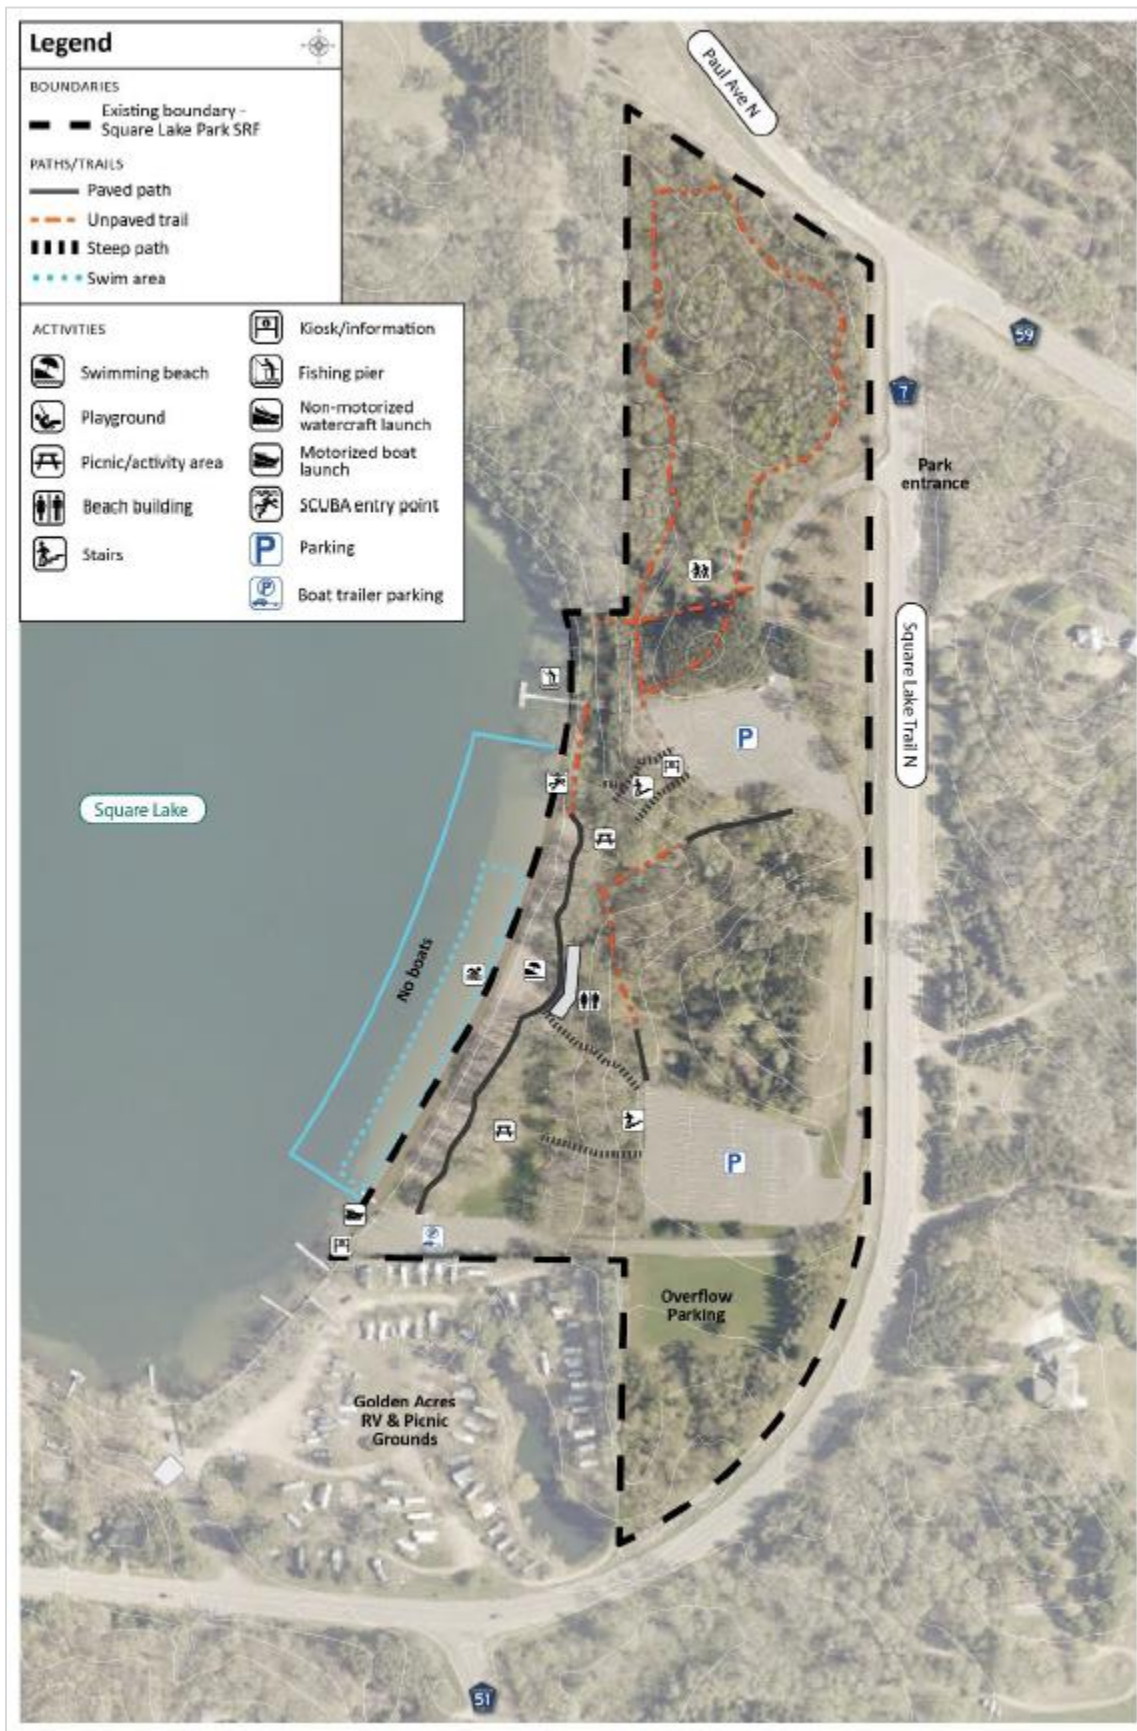 Legend
BOUNDARIES
Existing boundary -
Square Lake Park SRF
PATHS/TRAILS
Paved path
Unpaved trail
Steep path
Swim area
ACTIVITIES
Swimming beach
Playground
Picnic/activity area
Beach building
Stairs
Kiosk/information
Fishing pier
Non-motorized
watercraft launch
Motorized boat
launch
SCUBA entry point
P Parking
P Boat trailer parking
Paul Ave N
59
7
Park
entrance
Square Lake Trail N
P
Square Lake
No boats
P
P
Overflow
Parking
Golden Acres
RV & Picnic
Grounds
51